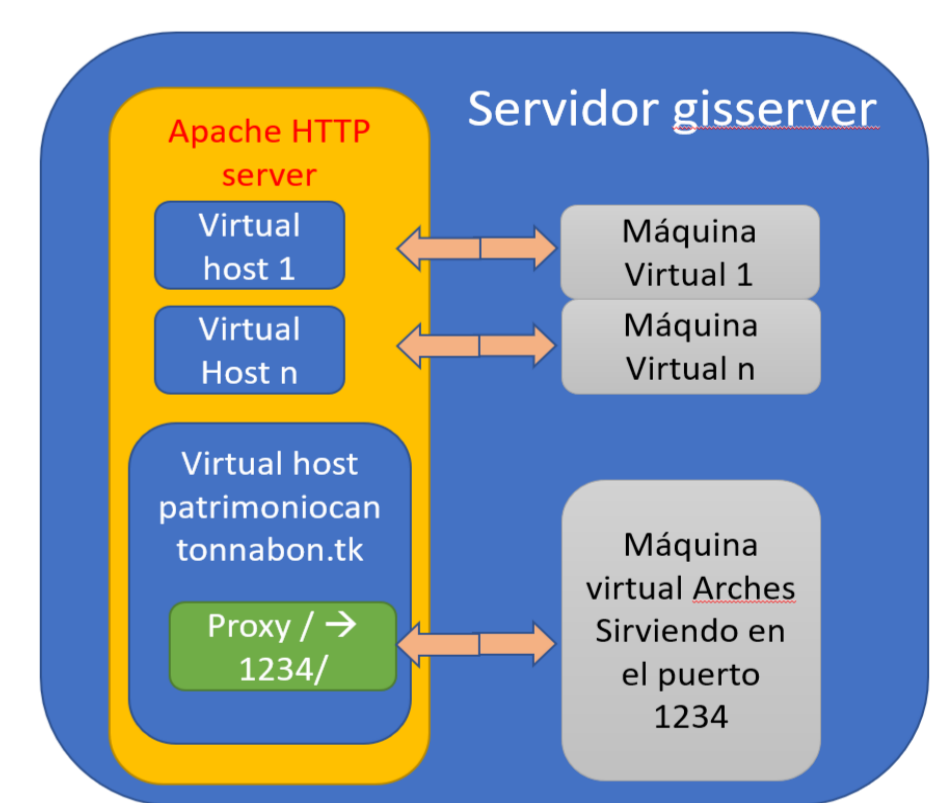 Servidor gisserver
Apache HTTP
server
Virtual
host 1
Máquina
Virtual 1
Virtual
Host n
Máquina
Virtual n
Virtual host
patrimoniocan
tonnabon.tk
Proxy / →
1234/
Máquina
virtual Arches
Sirviendo en
el puerto
1234